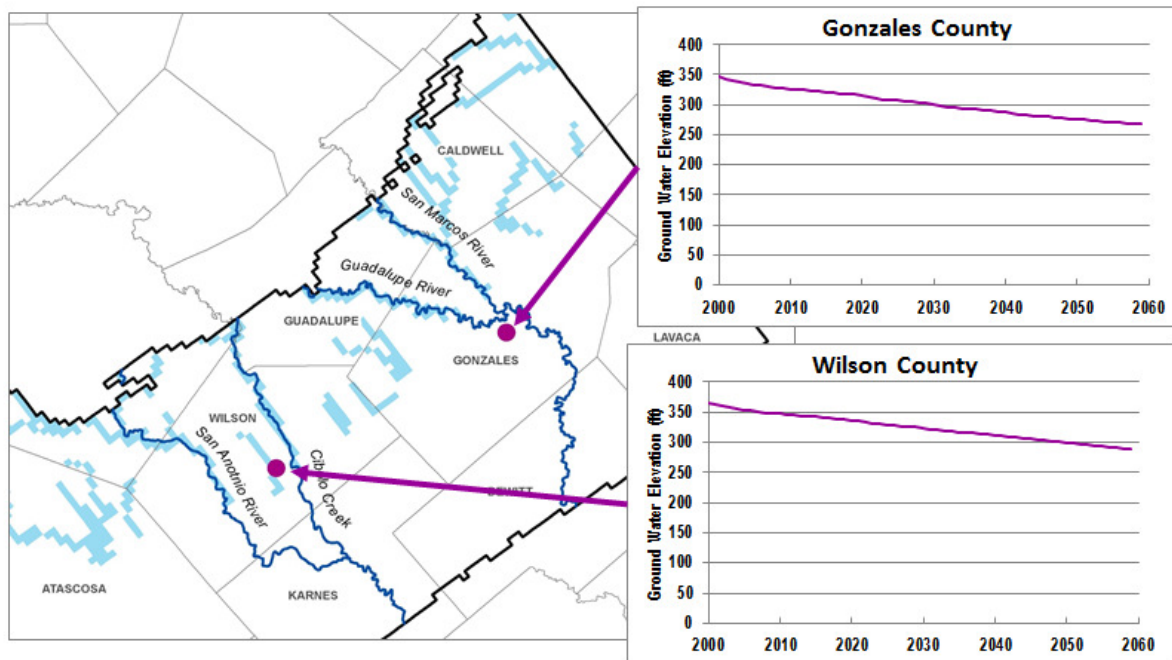 CALDWELL
San Marcos River
Guadalupe River
GUADALUPE
GONZALES
LAVACA
WILSON
San Anotnio River
Cibolo Creek
DEWITT
ATASCOSA
KARNES
Gonzales County
Ground Water Elevation (ft)
400
350
300
250
200
150
100
50
0
2000 2010 2020 2030 2040 2050 2060
Wilson County
Ground Water Elevation (ft)
400
350
300
250
200
150
100
50
0
2000 2010 2020 2030 2040 2050 2060